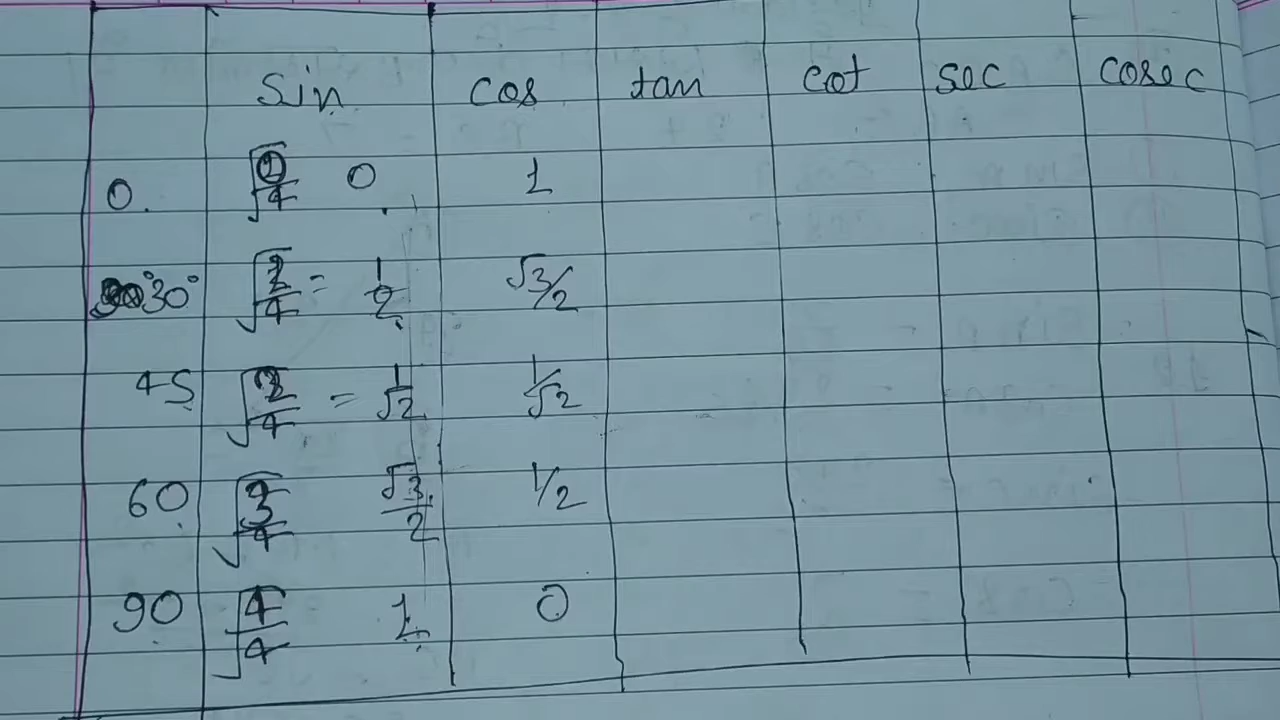 sin cos tan cot sec cosec
0. √0/4 0 1
30° √1/4 = 1/2 √3/2
45 √2/4 = 1/√2 1/√2
60 √3/4 √3/2 1/2
90 √4/4 1 0